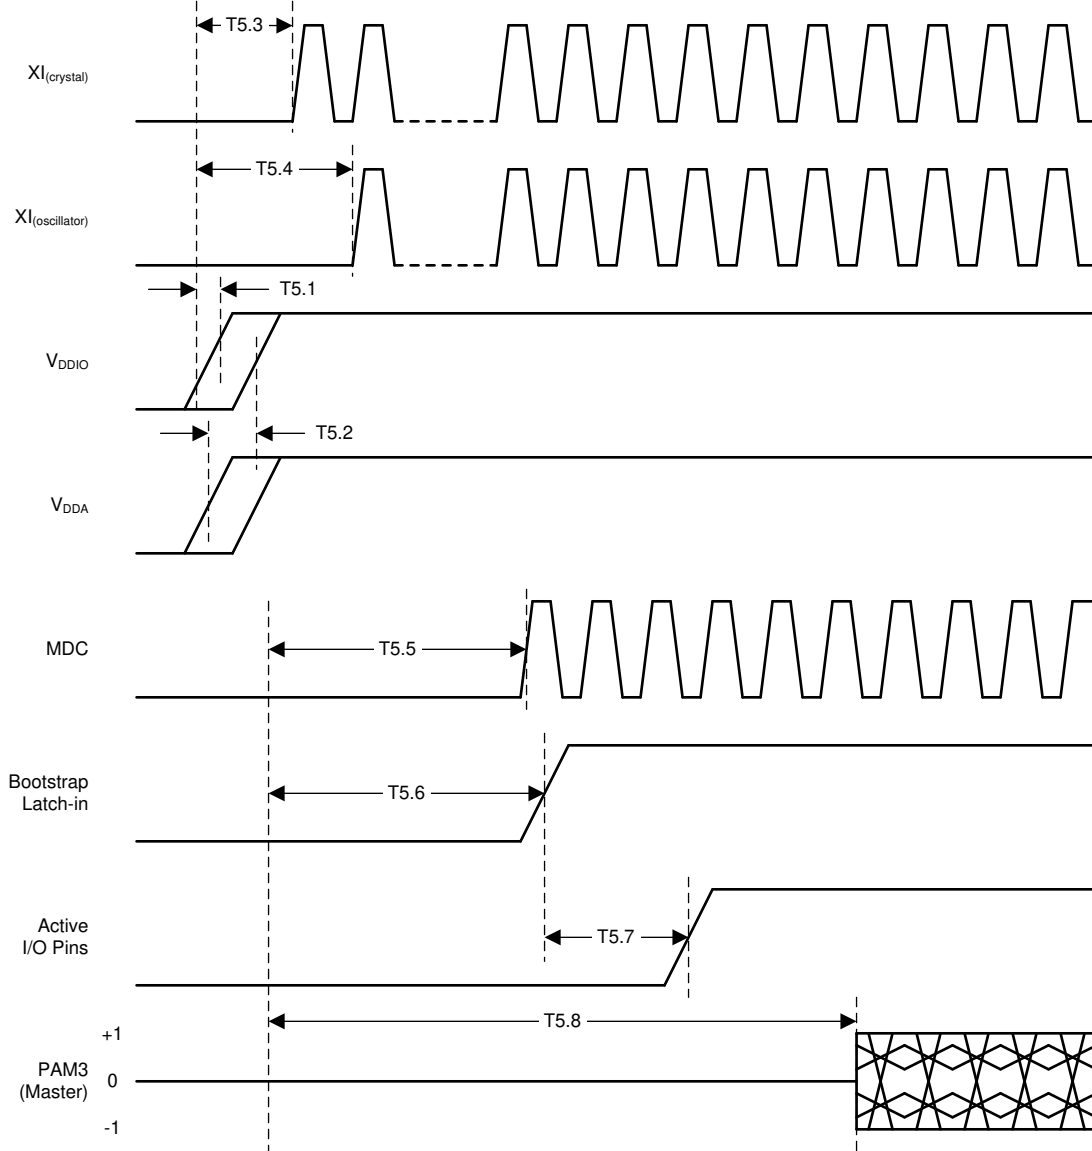 T5.3
XI(crystal)
T5.4
XI(oscillator)
T5.1
VDDIO
T5.2
VDDA
MDC
T5.5
Bootstrap
Latch-in
T5.6
Active
I/O Pins
T5.7
T5.8
+1
PAM3
(Master)
0
-1